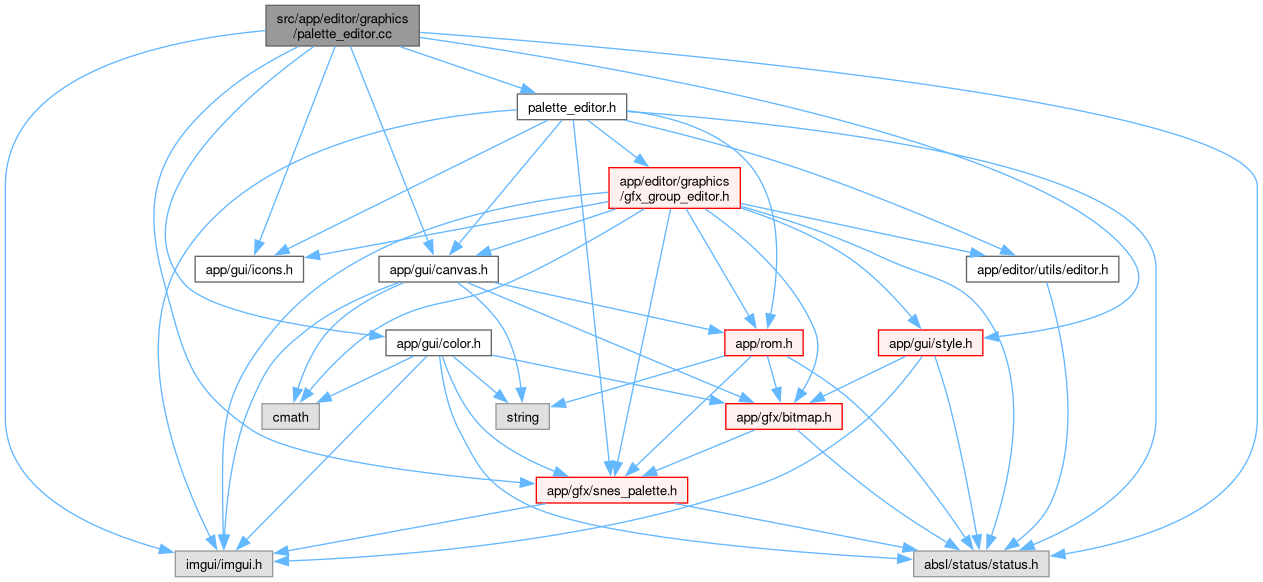 src/app/editor/graphics
/palette_editor.cc
palette_editor.h
app/editor/graphics
/gfx_group_editor.h
app/gui/icons.h
app/gui/canvas.h
app/editor/utils/editor.h
app/gui/color.h
app/rom.h
app/gui/style.h
cmath
string
app/gfx/bitmap.h
app/gfx/snes_palette.h
imgui/imgui.h
absl/status/status.h